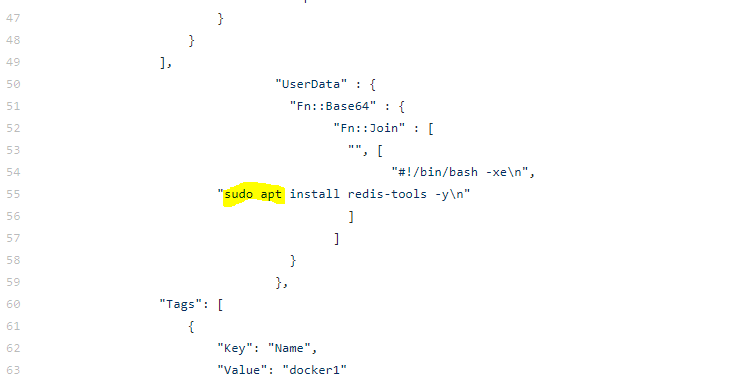 47 }
48 }
49 ],
50 "UserData" : {
51 "Fn::Base64" : {
52 "Fn::Join" : [
53 "", [
54 "#!/bin/bash -xe\n",
55 "sudo apt install redis-tools -y\n"
56 ]
57 ]
58 }
59 },
60 "Tags": [
61 {
62 "Key": "Name",
63 "Value": "docker1"